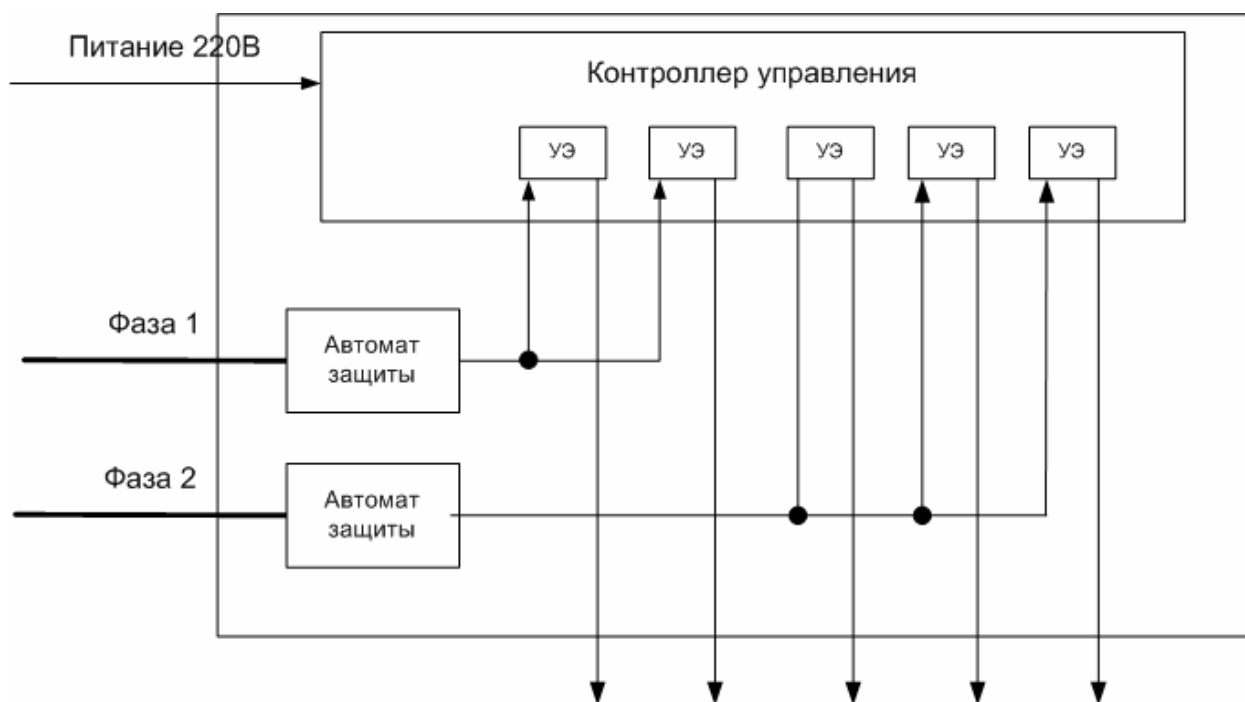 Питание 220В
Контроллер управления
УЭ УЭ УЭ УЭ УЭ
Фаза 1
Автомат
защиты
Фаза 2
Автомат
защиты